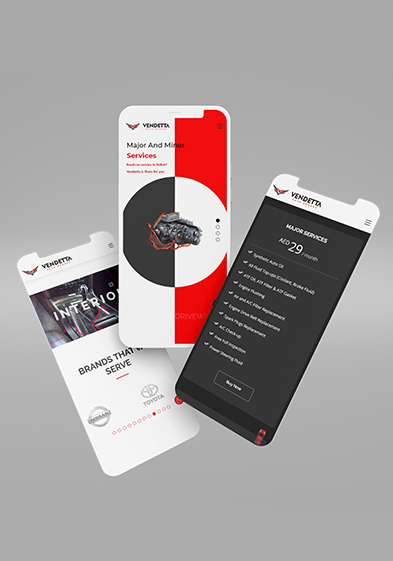 VENDETTA
Major And Minor
Services
Road car service in Dubai?
Vendetta is there for you
VENDETTA
MAJOR SERVICES
AED 29 / month
Synthetic Auto Oil
All Fluid Top-ups (Coolant, Brake Fluid)
ATF Oil, ATF Filter & ATF Gasket
Engine Flushing
Air and A/C Filter Replacement
Engine Drive Belt Replacement
Spark Plugs Replacement
A/C Check-up
Free Full Inspection
Power Steering Fluid
Buy Now
VENDETTA
INTERIO
BRANDS THAT W
SERVE
NISSAN
TOYOTA